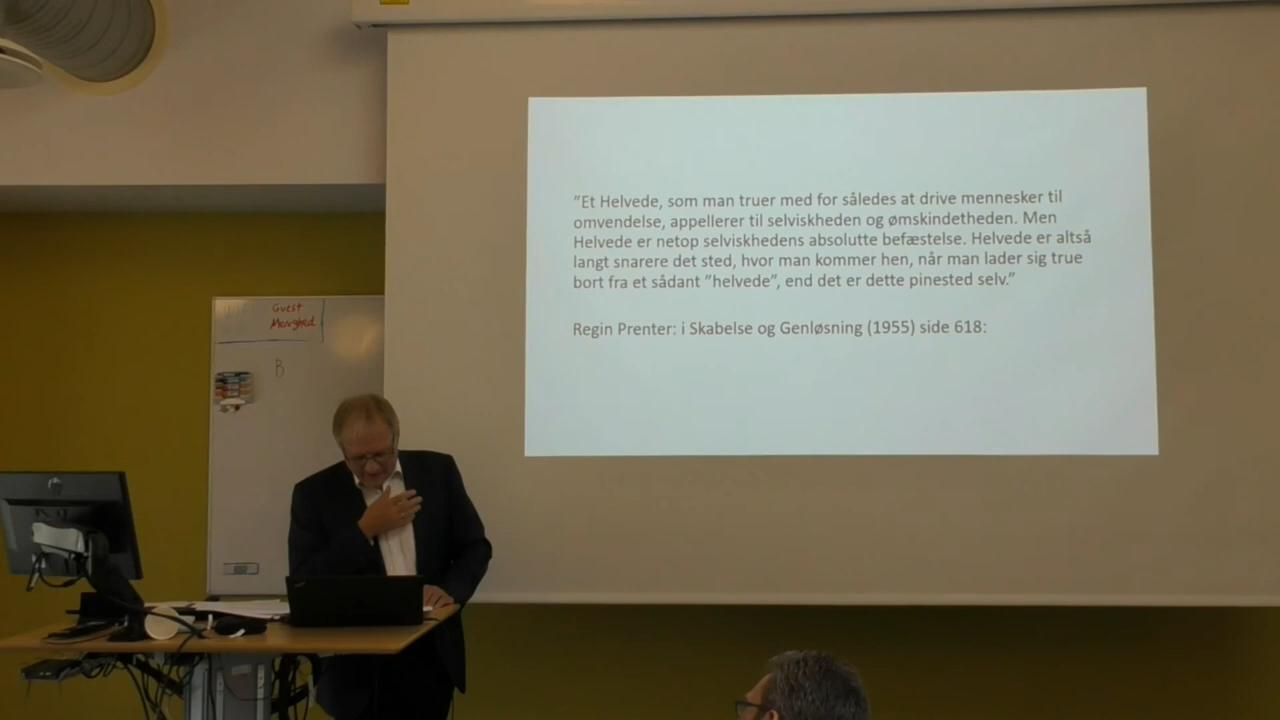 "Et Helvede, som man truer med for således at drive mennesker til
omvendelse, appellerer til selviskheden og ømskindetheden. Men
Helvede er netop selviskhedens absolutte befæstelse. Helvede er altså
langt snarere det sted, hvor man kommer hen, når man lader sig true
bort fra et sådant "helvede", end det er dette pinested selv."
Regin Prenter: i Skabelse og Genløsning (1955) side 618:
Guest
B